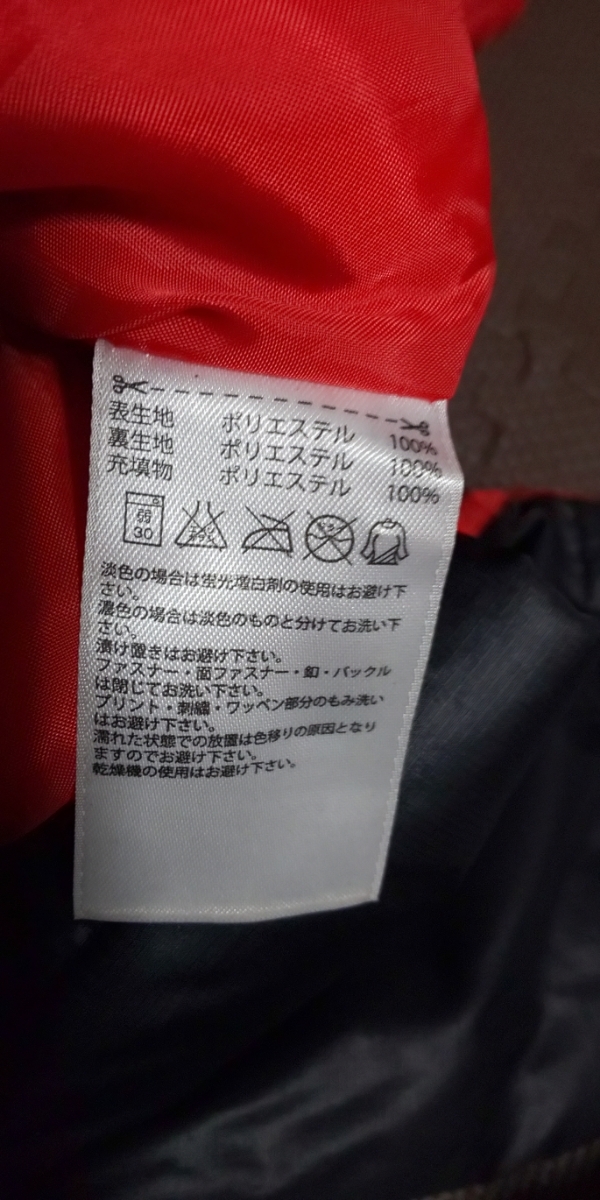 表生地 ポリエステル 100%
裏生地 ポリエステル 100%
充填物 ポリエステル 100%
弱
30
淡色の場合は蛍光増白剤の使用はお避け下
さい。
濃色の場合は淡色のものと分けてお洗い下
さい。
漬け置きはお避け下さい。
ファスナー・面ファスナー・釦・バックル
は閉じてお洗い下さい。
プリント・刺繍・ワッペン部分のもみ洗い
はお避け下さい。
濡れた状態での放置は色移りの原因となり
ますのでお避け下さい。
乾燥機の使用はお避け下さい。